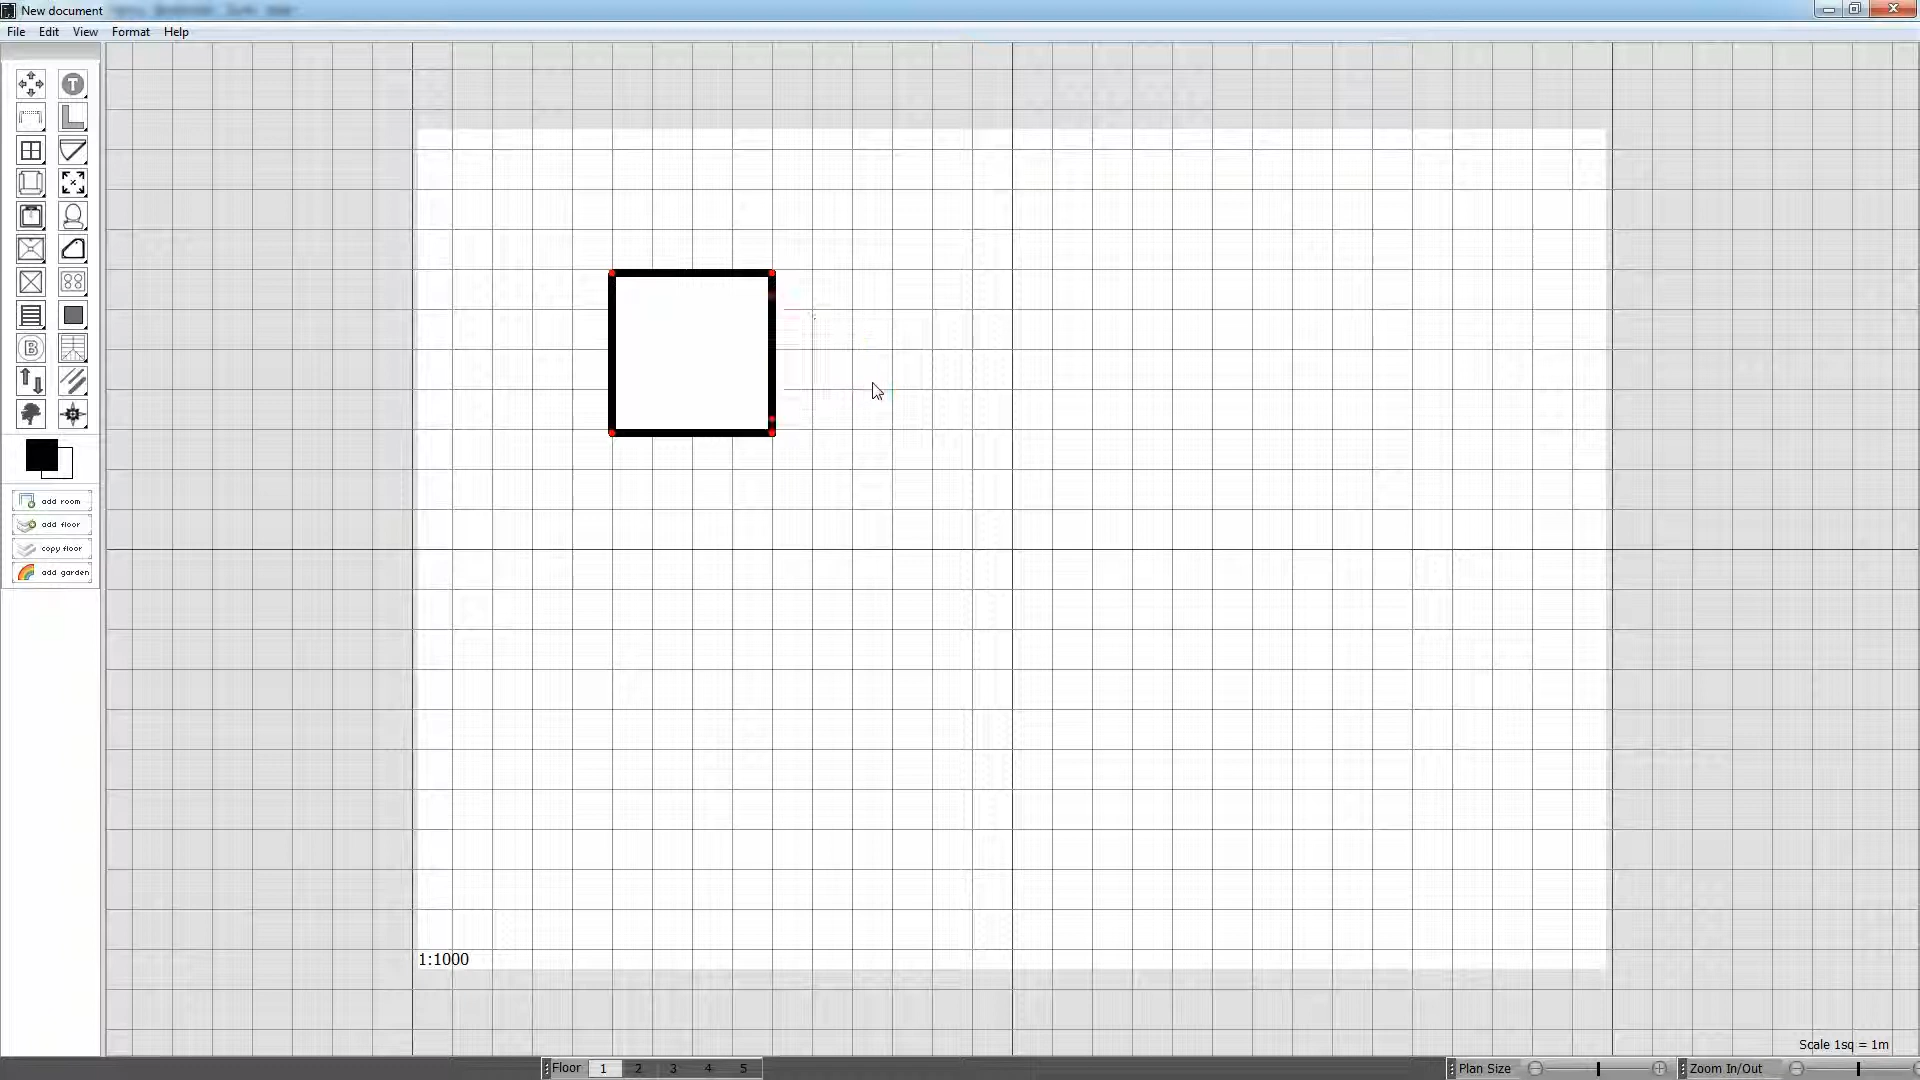 New document
File Edit View Format Help
T
B
add room
add floor
copy floor
add garden
1:1000
Scale 1sq = 1m
Floor 1 2 3 4 5
Plan Size
Zoom In/Out